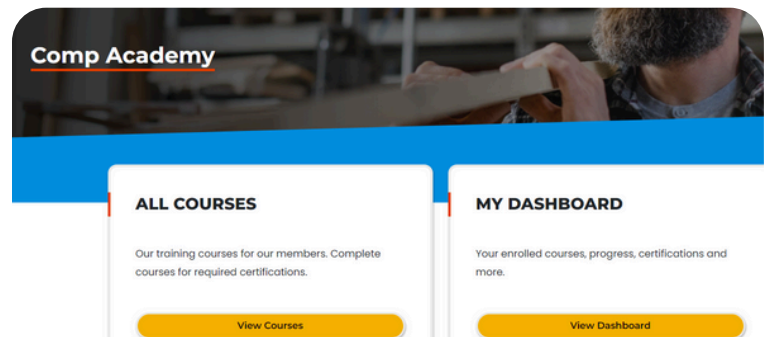 Comp Academy
ALL COURSES
Our training courses for our members. Complete
courses for required certifications.
View Courses
MY DASHBOARD
Your enrolled courses, progress, certifications and
more.
View Dashboard